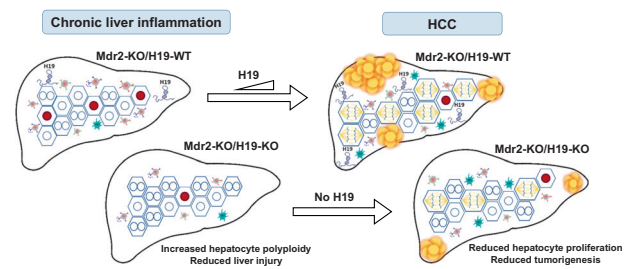 Chronic liver inflammation
HCC
Mdr2-KO/H19-WT
H19
H19
H19
Mdr2-KO/H19-WT
H19
H19
H19
H19
Mdr2-KO/H19-KO
No H19
Mdr2-KO/H19-KO
Increased hepatocyte polyploidy
Reduced liver injury
Reduced hepatocyte proliferation
Reduced tumorigenesis